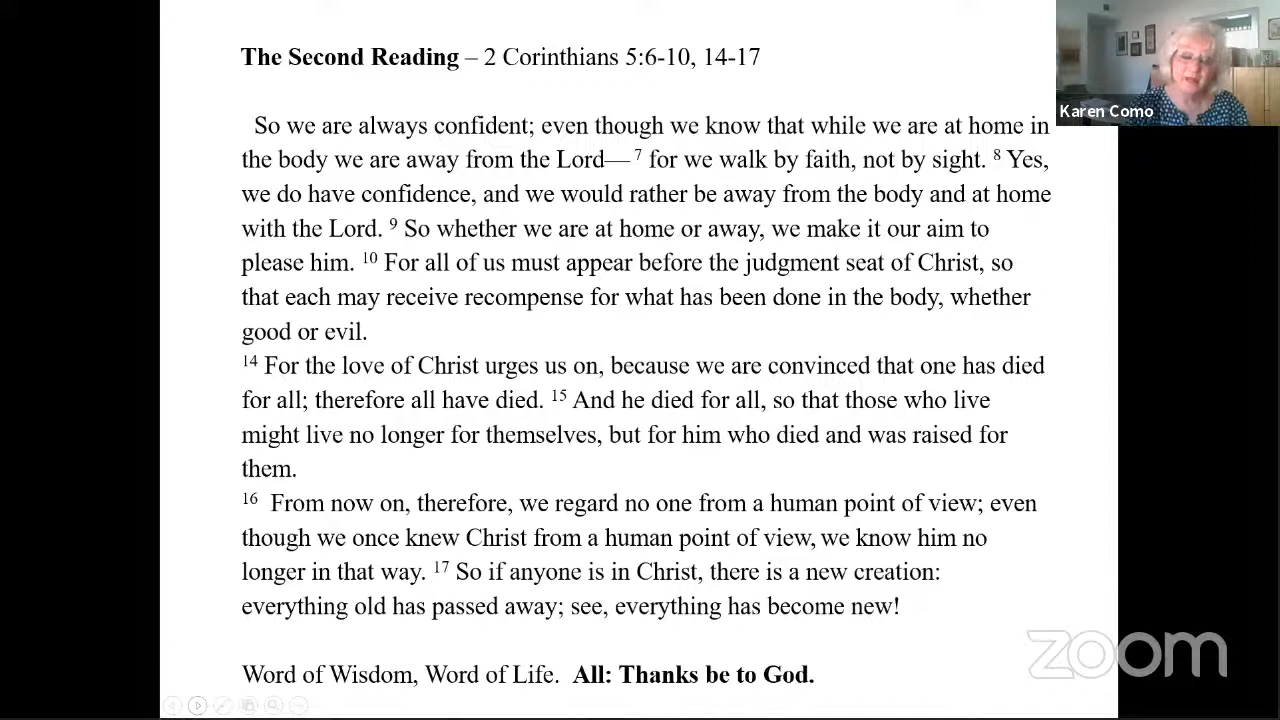 The Second Reading – 2 Corinthians 5:6-10, 14-17
So we are always confident; even though we know that while we are at home in
the body we are away from the Lord—⁷ for we walk by faith, not by sight. ⁸ Yes,
we do have confidence, and we would rather be away from the body and at home
with the Lord. ⁹ So whether we are at home or away, we make it our aim to
please him. ¹⁰ For all of us must appear before the judgment seat of Christ, so
that each may receive recompense for what has been done in the body, whether
good or evil.
¹⁴ For the love of Christ urges us on, because we are convinced that one has died
for all; therefore all have died. ¹⁵ And he died for all, so that those who live
might live no longer for themselves, but for him who died and was raised for
them.
¹⁶ From now on, therefore, we regard no one from a human point of view; even
though we once knew Christ from a human point of view, we know him no
longer in that way. ¹⁷ So if anyone is in Christ, there is a new creation:
everything old has passed away; see, everything has become new!
Word of Wisdom, Word of Life. All: Thanks be to God.
Karen Como
zoom